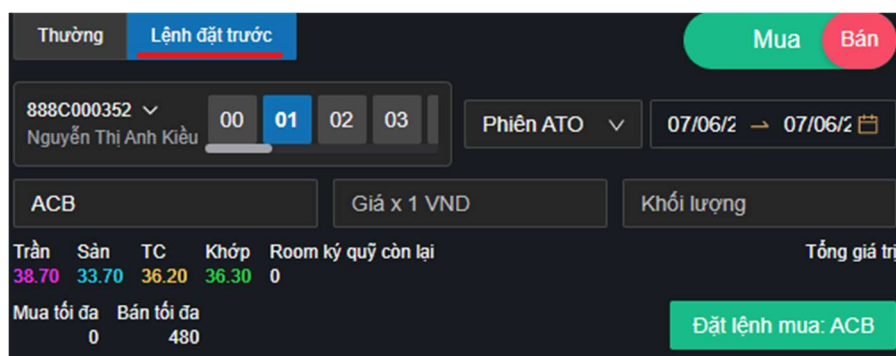 Thường Lệnh đặt trước Mua Bán
888C000352
Nguyễn Thị Anh Kiều 00 01 02 03 Phiên ATO 07/06/2 → 07/06/2
ACB Giá x 1 VND Khối lượng
Trần Sàn TC Khớp Room ký quỹ còn lại Tổng giá trị
38.70 33.70 36.20 36.30 0
Mua tối đa Bán tối đa
0 480 Đặt lệnh mua: ACB